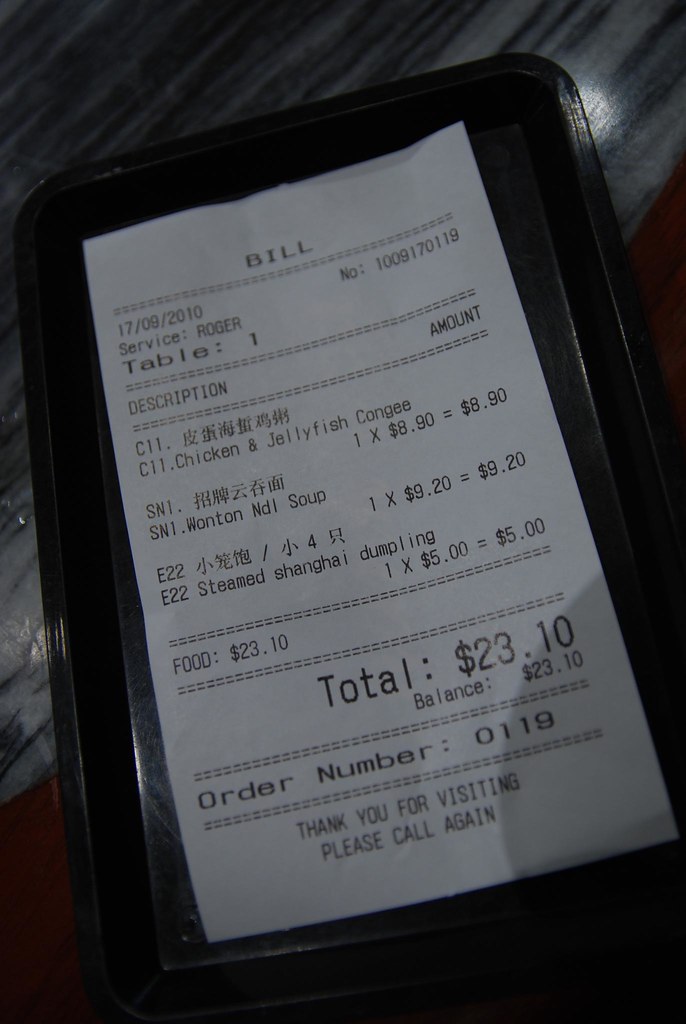 BILL
No: 1009170119
17/09/2010
Service: ROGER
Table: 1
DESCRIPTION AMOUNT
C11. 皮蛋海蜇鸡粥
C11.Chicken & Jellyfish Congee
1 X $8.90 = $8.90
SN1. 招牌云吞面
SN1.Wonton Ndl Soup
1 X $9.20 = $9.20
E22 小笼饱 / 小 4 只
E22 Steamed shanghai dumpling
1 X $5.00 = $5.00
FOOD: $23.10
Total: $23.10
Balance: $23.10
Order Number: 0119
THANK YOU FOR VISITING
PLEASE CALL AGAIN